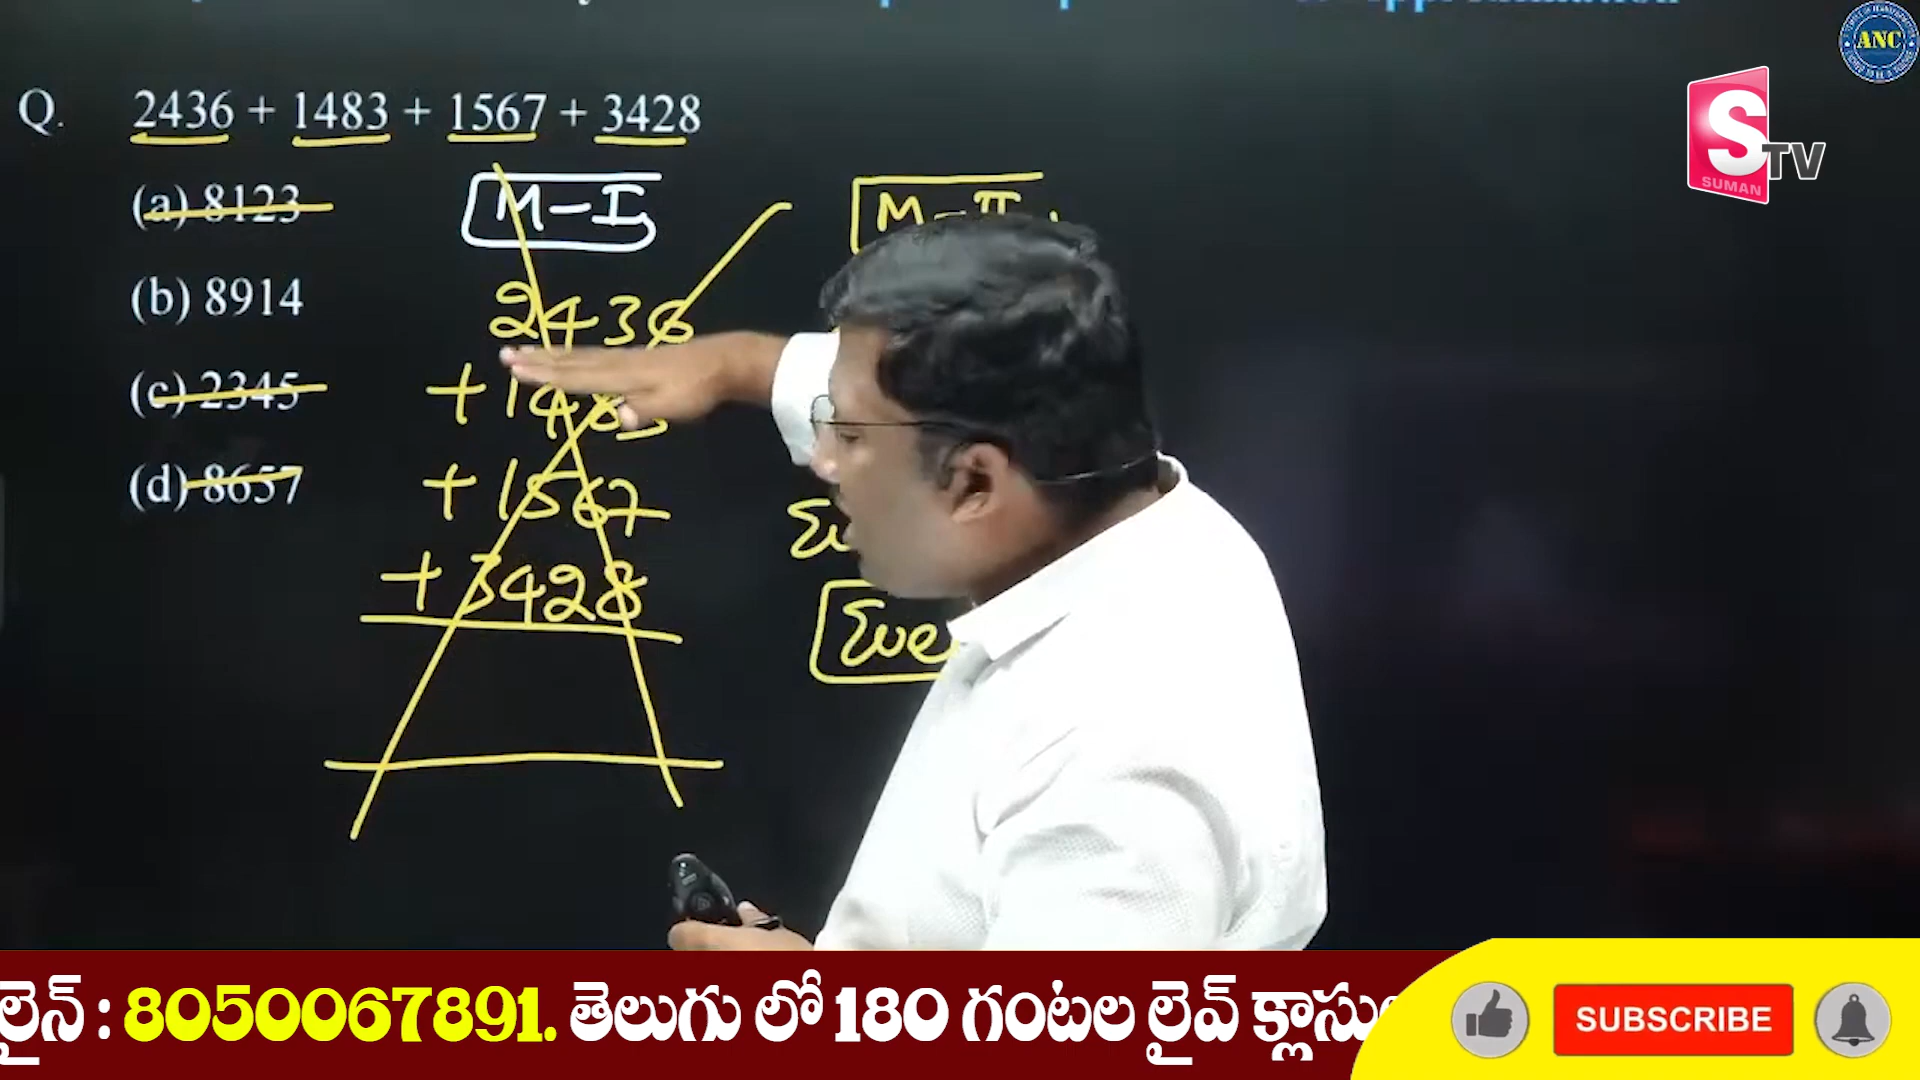 ANC
S TV
SUMAN
Q. 2436 + 1483 + 1567 + 3428
(a) 8123
(b) 8914
(c) 2345
(d) 8657
M-I
M-II
2436
+1483
+1567
+3428
లైన్ : 8050067891. తెలుగు లో 180 గంటల లైవ్ క్లాసు
SUBSCRIBE